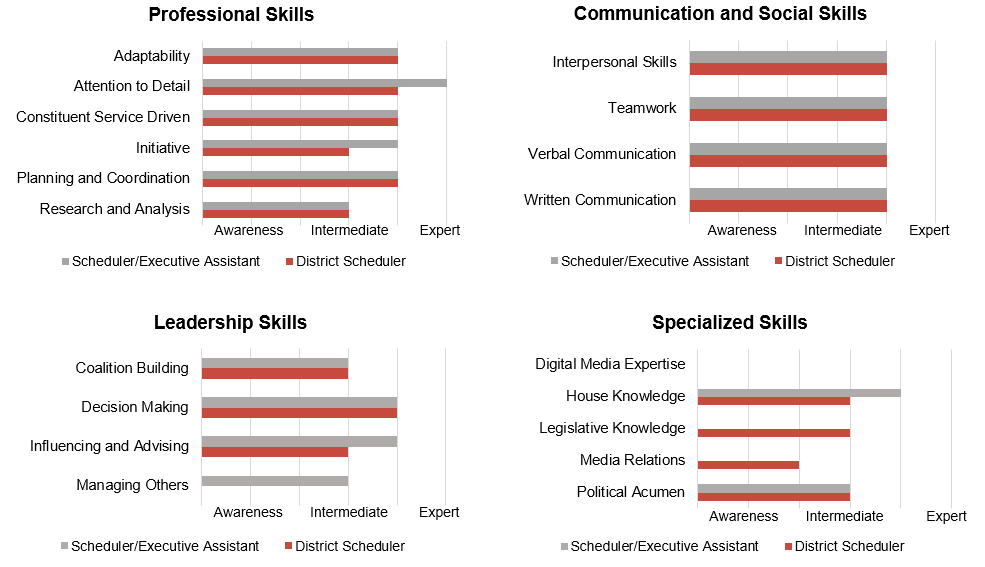 Professional Skills
Adaptability
Attention to Detail
Constituent Service Driven
Initiative
Planning and Coordination
Research and Analysis
Awareness Intermediate Expert
Scheduler/Executive Assistant District Scheduler
Communication and Social Skills
Interpersonal Skills
Teamwork
Verbal Communication
Written Communication
Awareness Intermediate Expert
Scheduler/Executive Assistant District Scheduler
Leadership Skills
Coalition Building
Decision Making
Influencing and Advising
Managing Others
Awareness Intermediate Expert
Scheduler/Executive Assistant District Scheduler
Specialized Skills
Digital Media Expertise
House Knowledge
Legislative Knowledge
Media Relations
Political Acumen
Awareness Intermediate Expert
Scheduler/Executive Assistant District Scheduler